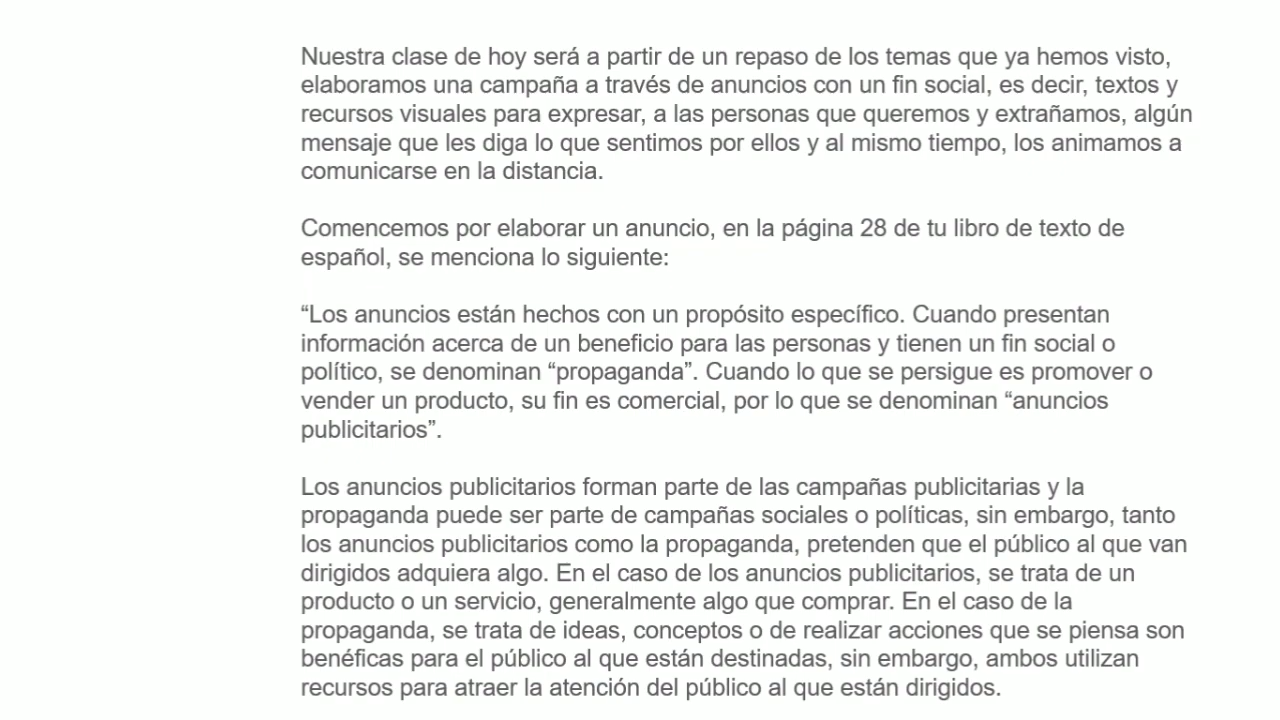 Nuestra clase de hoy será a partir de un repaso de los temas que ya hemos visto,
elaboramos una campaña a través de anuncios con un fin social, es decir, textos y
recursos visuales para expresar, a las personas que queremos y extrañamos, algún
mensaje que les diga lo que sentimos por ellos y al mismo tiempo, los animamos a
comunicarse en la distancia.
Comencemos por elaborar un anuncio, en la página 28 de tu libro de texto de
español, se menciona lo siguiente:
“Los anuncios están hechos con un propósito específico. Cuando presentan
información acerca de un beneficio para las personas y tienen un fin social o
político, se denominan “propaganda”. Cuando lo que se persigue es promover o
vender un producto, su fin es comercial, por lo que se denominan “anuncios
publicitarios”.
Los anuncios publicitarios forman parte de las campañas publicitarias y la
propaganda puede ser parte de campañas sociales o políticas, sin embargo, tanto
los anuncios publicitarios como la propaganda, pretenden que el público al que van
dirigidos adquiera algo. En el caso de los anuncios publicitarios, se trata de un
producto o un servicio, generalmente algo que comprar. En el caso de la
propaganda, se trata de ideas, conceptos o de realizar acciones que se piensa son
benéficas para el público al que están destinadas, sin embargo, ambos utilizan
recursos para atraer la atención del público al que están dirigidos.